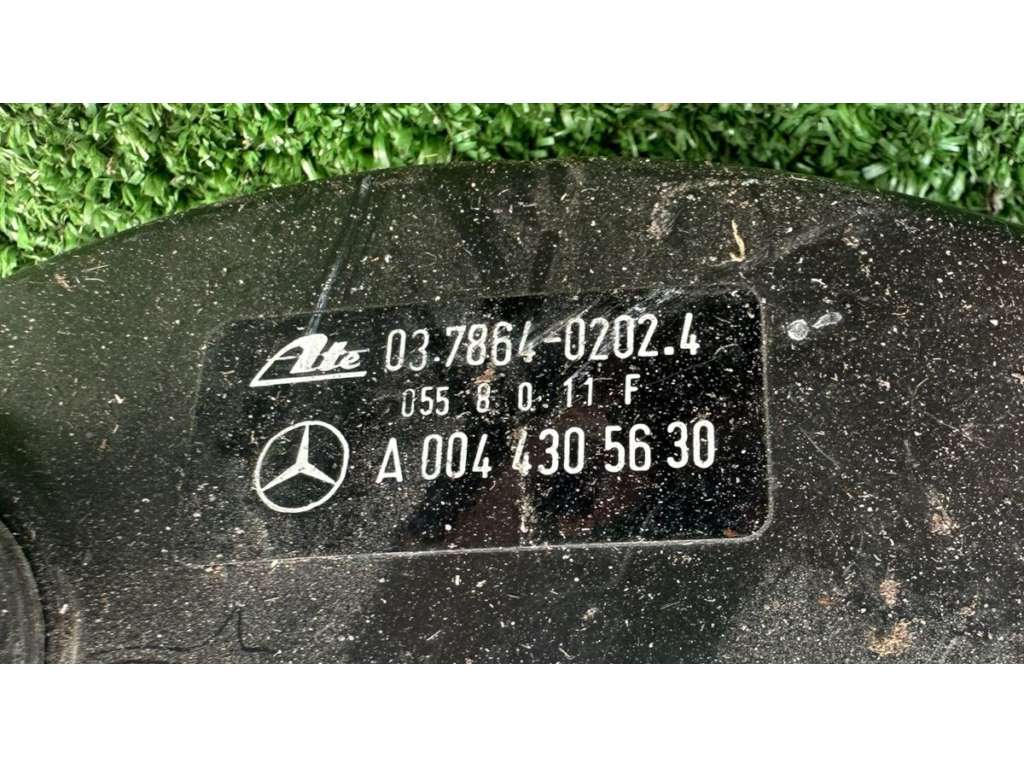 Ate 03.7864-0202.4
055 8 0 11 F
A 004 430 56 30